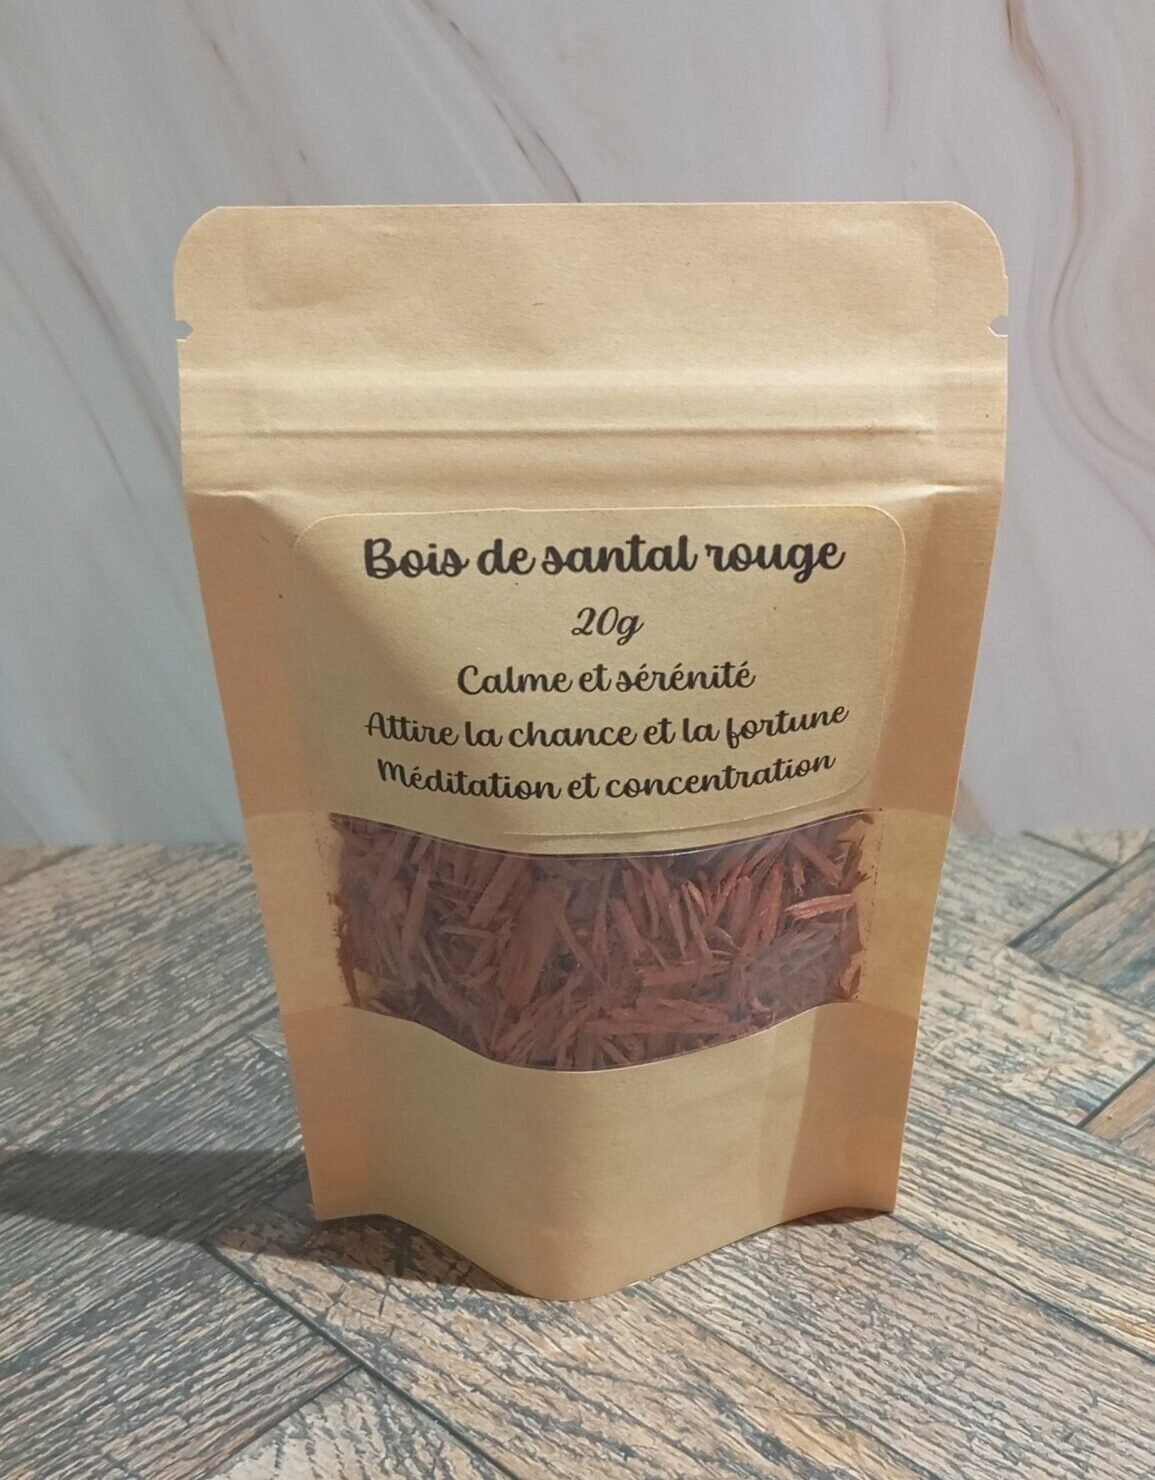 Bois de santal rouge
20g
Calme et sérénité
Attire la chance et la fortune
Méditation et concentration